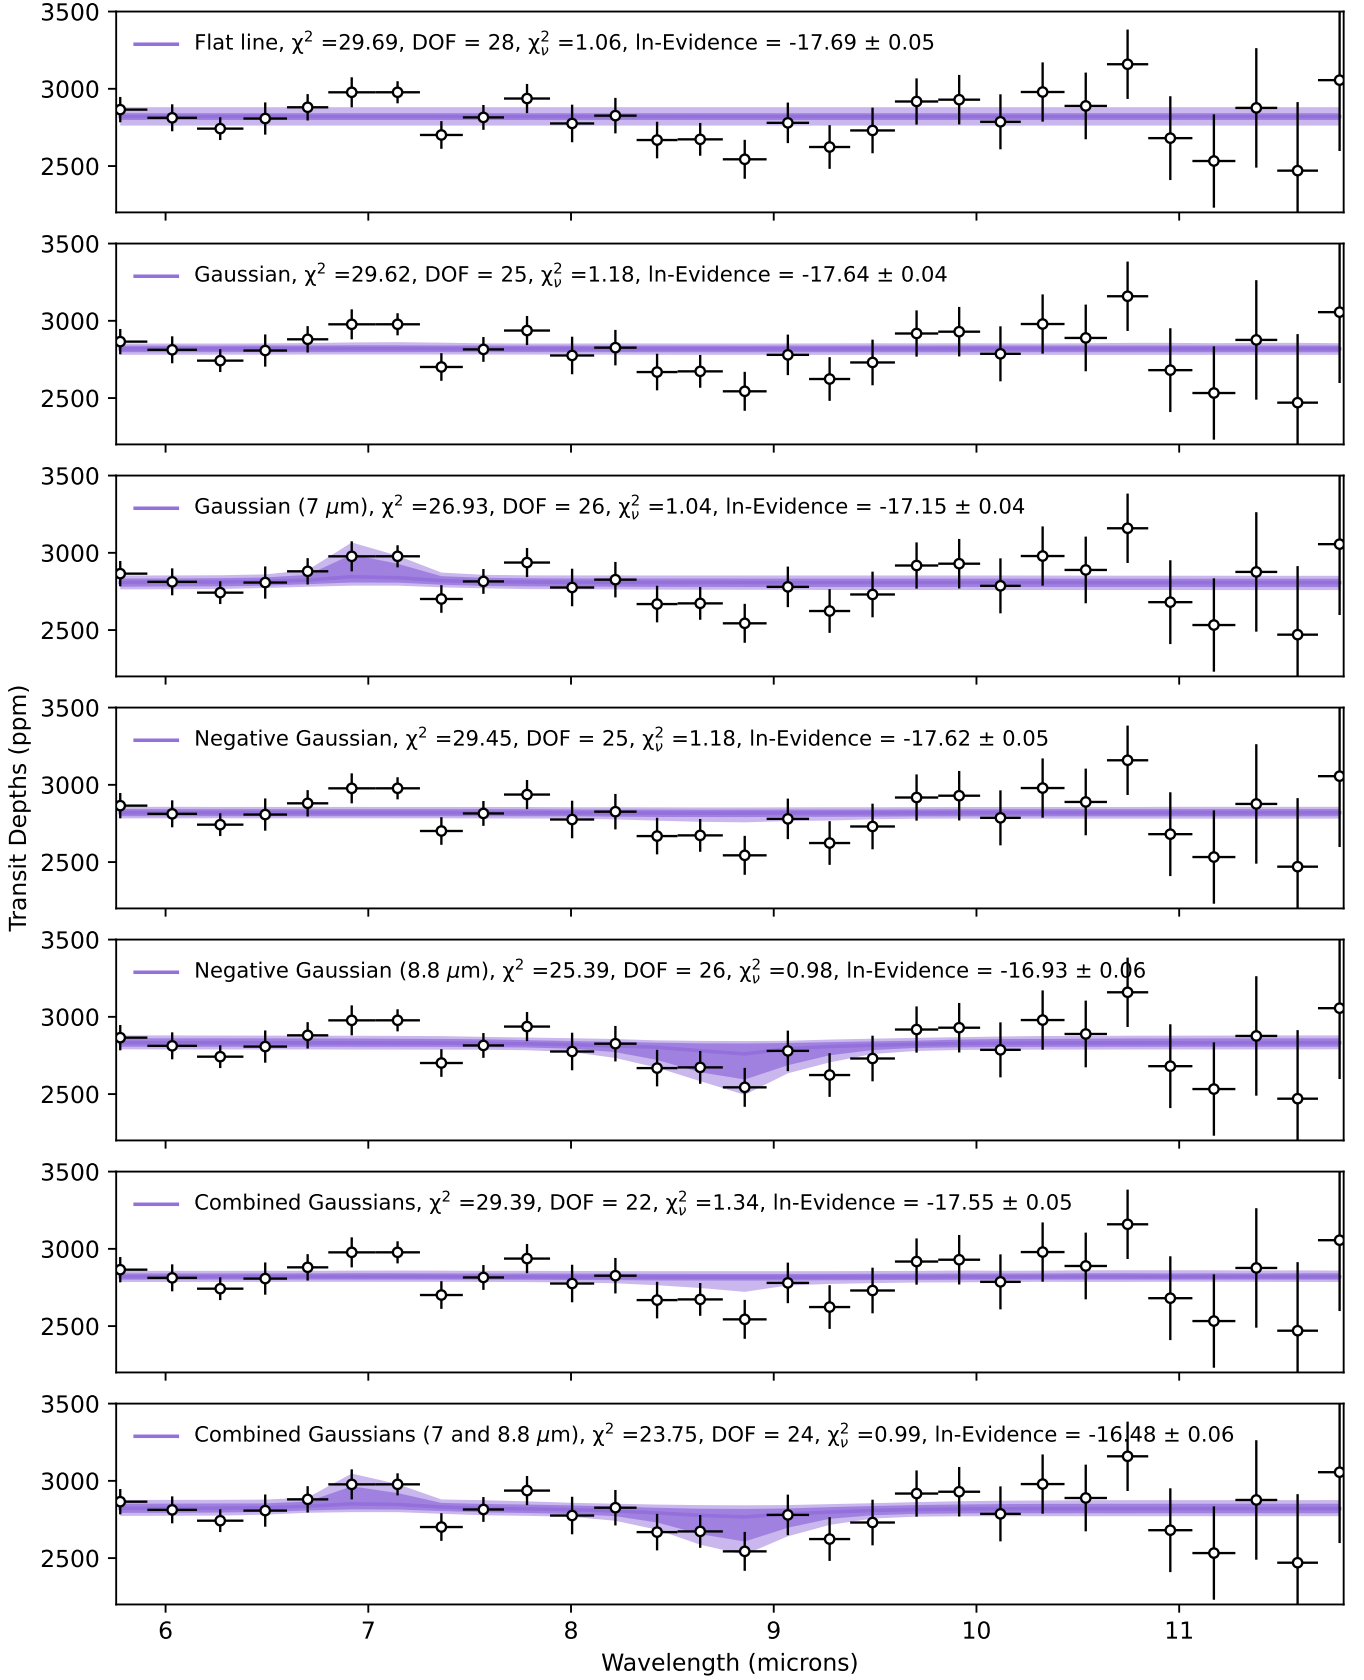 3500
3000
2500
Flat line, χ² =29.69, DOF = 28, χ²ᵥ =1.06, ln-Evidence = -17.69 ± 0.05
3500
3000
2500
Gaussian, χ² =29.62, DOF = 25, χ²ᵥ =1.18, ln-Evidence = -17.64 ± 0.04
3500
3000
2500
Gaussian (7 μm), χ² =26.93, DOF = 26, χ²ᵥ =1.04, ln-Evidence = -17.15 ± 0.04
Transit Depths (ppm)
3500
3000
2500
Negative Gaussian, χ² =29.45, DOF = 25, χ²ᵥ =1.18, ln-Evidence = -17.62 ± 0.05
3500
3000
2500
Negative Gaussian (8.8 μm), χ² =25.39, DOF = 26, χ²ᵥ =0.98, ln-Evidence = -16.93 ± 0.06
3500
3000
2500
Combined Gaussians, χ² =29.39, DOF = 22, χ²ᵥ =1.34, ln-Evidence = -17.55 ± 0.05
3500
3000
2500
Combined Gaussians (7 and 8.8 μm), χ² =23.75, DOF = 24, χ²ᵥ =0.99, ln-Evidence = -16.48 ± 0.06
6 7 8 9 10 11
Wavelength (microns)